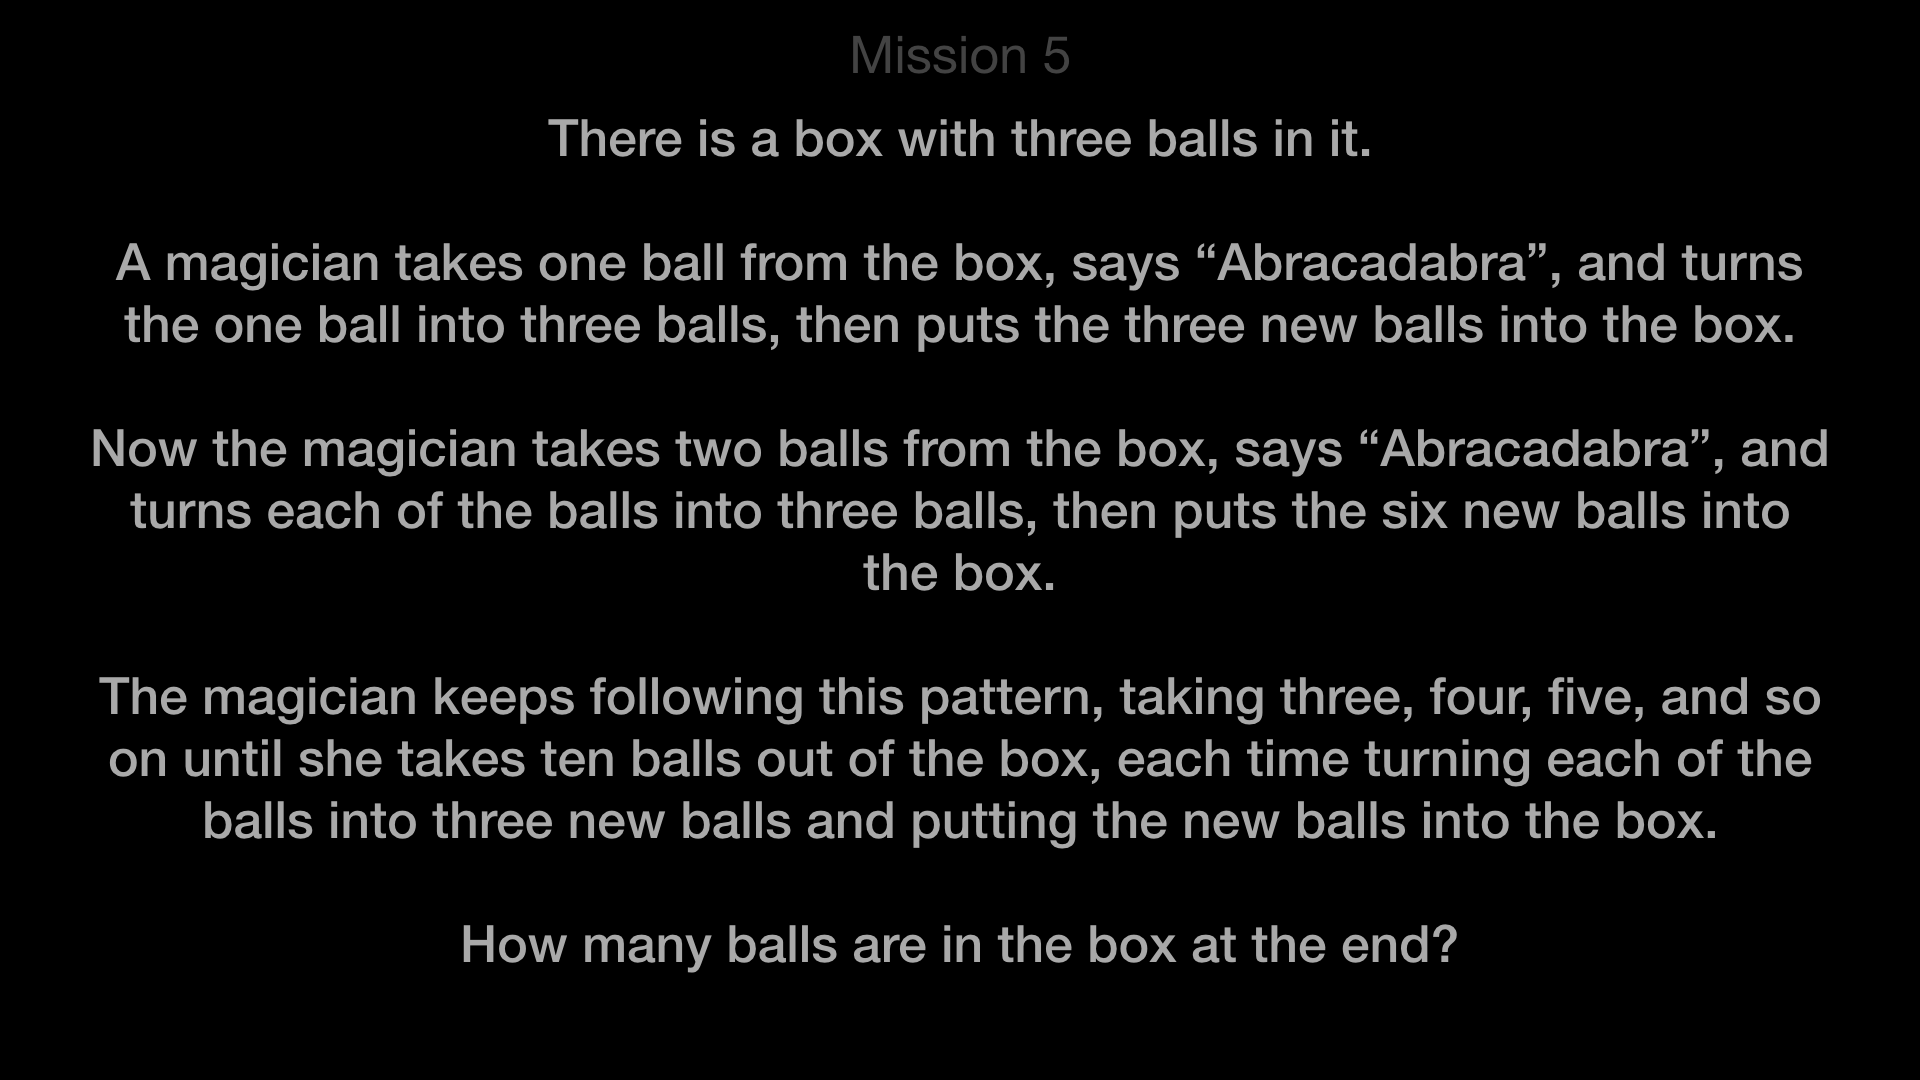 Mission 5
There is a box with three balls in it.
A magician takes one ball from the box, says “Abracadabra”, and turns
the one ball into three balls, then puts the three new balls into the box.
Now the magician takes two balls from the box, says “Abracadabra”, and
turns each of the balls into three balls, then puts the six new balls into
the box.
The magician keeps following this pattern, taking three, four, five, and so
on until she takes ten balls out of the box, each time turning each of the
balls into three new balls and putting the new balls into the box.
How many balls are in the box at the end?